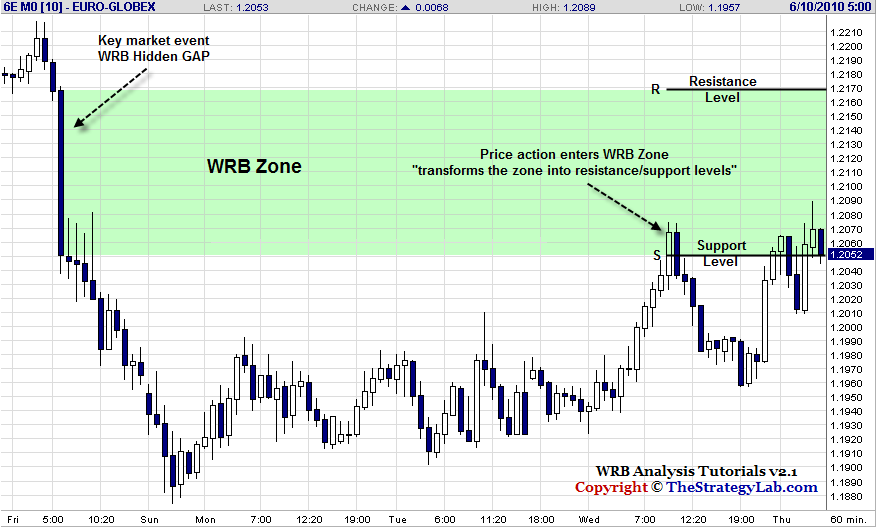 6E M0 [10] - EURO-GLOBEX LAST: 1.2053 CHANGE: 0.0068 HIGH: 1.2089 LOW: 1.1957 6/10/2010 5:00
Key market event
WRB Hidden GAP
WRB Zone
R Resistance
Level
Price action enters WRB Zone
"transforms the zone into resistance/support levels"
S Support
Level
1.2210
1.2200
1.2190
1.2180
1.2170
1.2160
1.2150
1.2140
1.2130
1.2120
1.2110
1.2100
1.2090
1.2080
1.2070
1.2060
1.2052
1.2040
1.2030
1.2020
1.2010
1.2000
1.1990
1.1980
1.1970
1.1960
1.1950
1.1940
1.1930
1.1920
1.1910
1.1900
1.1890
1.1880
WRB Analysis Tutorials v2.1
Copyright © TheStrategyLab.com
Fri 5:00 10:20 Sun Mon 7:00 12:20 19:00 Tue 6:00 11:20 18:00 Wed 7:00 12:20 19:00 Thu 60 min.